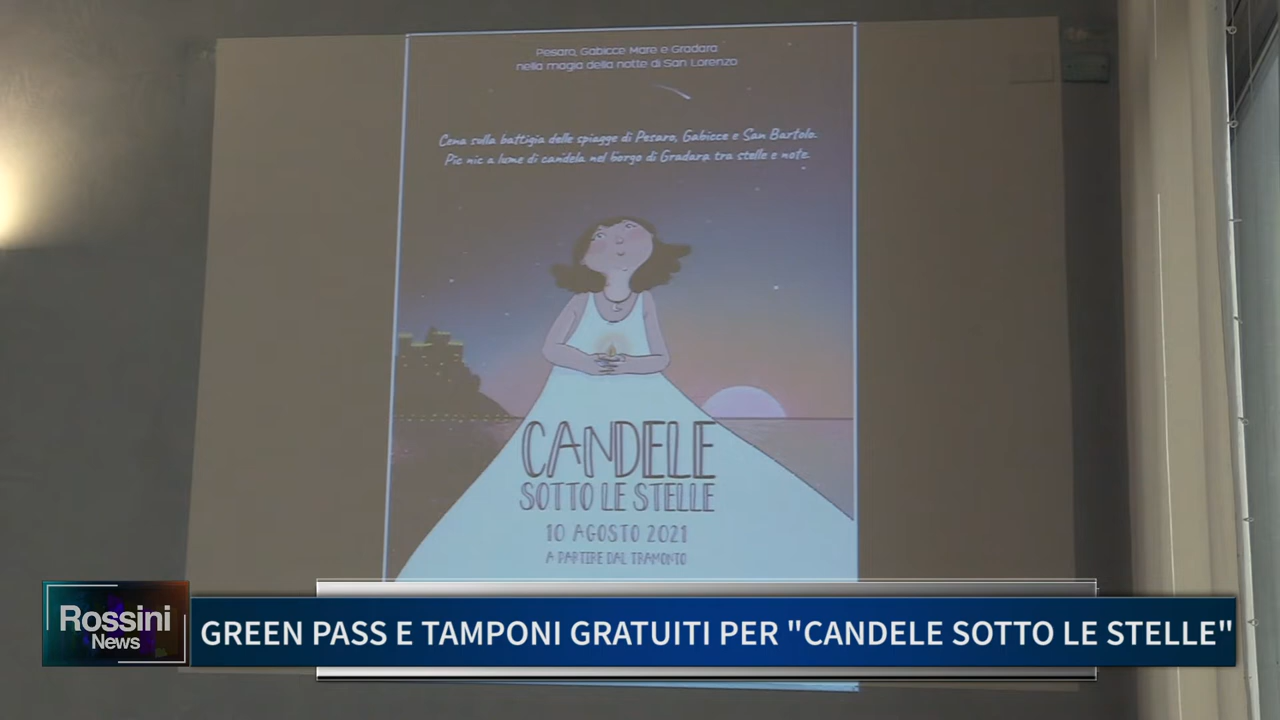 Pesaro, Gabicce Mare e Gradara
nella magia della notte di San Lorenzo
Cena sulla battigia delle spiagge di Pesaro, Gabicce e San Bartolo.
Pic nic a lume di candela nel borgo di Gradara tra stelle e note.
CANDELE
SOTTO LE STELLE
10 AGOSTO 2021
A PARTIRE DAL TRAMONTO
Rossini
News
GREEN PASS E TAMPONI GRATUITI PER "CANDELE SOTTO LE STELLE"